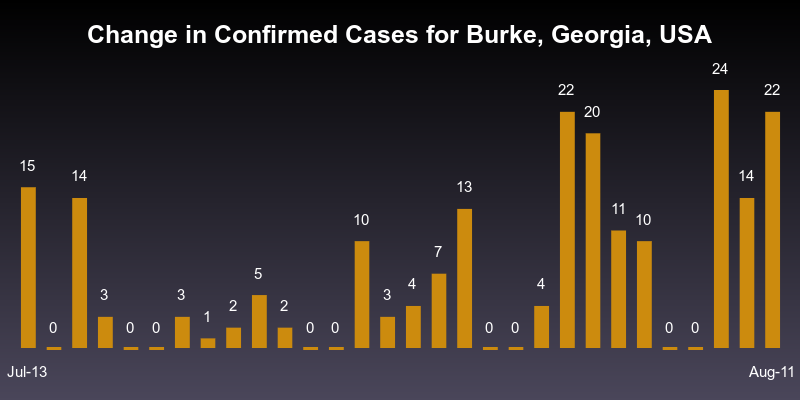 Change in Confirmed Cases for Burke, Georgia, USA
15 0 14 3 0 0 3 1 2 5 2 0 0 10 3 4 7 13 0 0 4 22 20 11 10 0 0 24 14 22
Jul-13 Aug-11